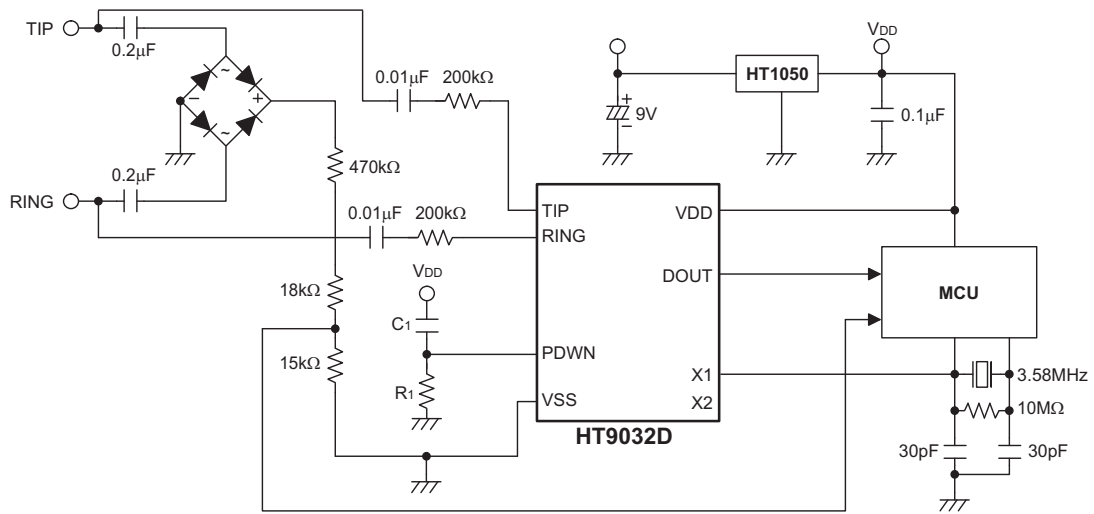 TIP
0.2μF
~
−
+
~
0.2μF
RING
0.01μF
200kΩ
470kΩ
0.01μF
200kΩ
18kΩ
15kΩ
VDD
C1
R1
HT1050
VDD
+
−
9V
0.1μF
TIP
RING
PDWN
VSS
VDD
DOUT
X1
X2
HT9032D
MCU
3.58MHz
10MΩ
30pF
30pF